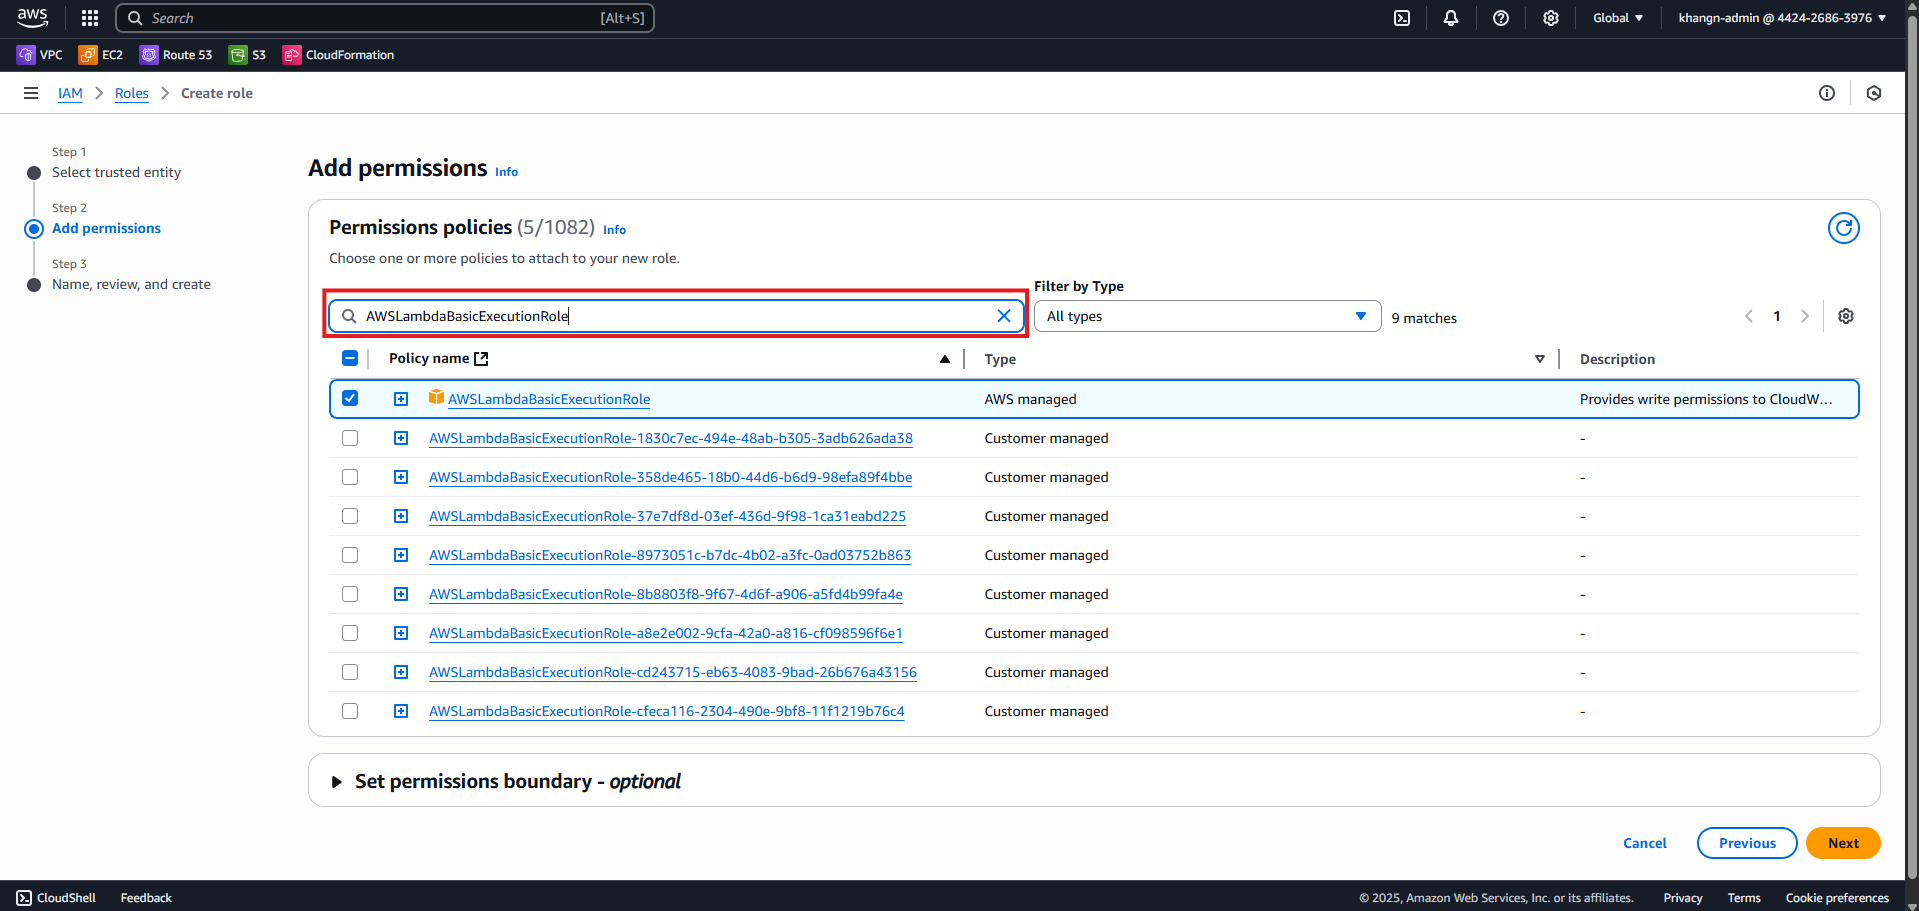 aws Search [Alt+S] Global khangn-admin @ 4424-2686-3976
VPC EC2 Route 53 S3 CloudFormation
IAM Roles Create role
Step 1
Select trusted entity
Step 2
Add permissions
Step 3
Name, review, and create
Add permissions Info
Permissions policies (5/1082) Info
Choose one or more policies to attach to your new role.
Filter by Type
AWSLambdaBasicExecutionRole All types 9 matches 1
Policy name Type Description
AWSLambdaBasicExecutionRole AWS managed Provides write permissions to CloudW...
AWSLambdaBasicExecutionRole-1830c7ec-494e-48ab-b305-3adb626ada38 Customer managed -
AWSLambdaBasicExecutionRole-358de465-18b0-44d6-b6d9-98efa89f4bbe Customer managed -
AWSLambdaBasicExecutionRole-37e7df8d-03ef-436d-9f98-1ca31eabd225 Customer managed -
AWSLambdaBasicExecutionRole-8973051c-b7dc-4b02-a3fc-0ad03752b863 Customer managed -
AWSLambdaBasicExecutionRole-8b8803f8-9f67-4d6f-a906-a5fd4b99fa4e Customer managed -
AWSLambdaBasicExecutionRole-a8e2e002-9cfa-42a0-a816-cf098596f6e1 Customer managed -
AWSLambdaBasicExecutionRole-cd243715-eb63-4083-9bad-26b676a43156 Customer managed -
AWSLambdaBasicExecutionRole-cfeca116-2304-490e-9bf8-11f1219b76c4 Customer managed -
Set permissions boundary - optional
Cancel Previous Next
CloudShell Feedback © 2025, Amazon Web Services, Inc. or its affiliates. Privacy Terms Cookie preferences